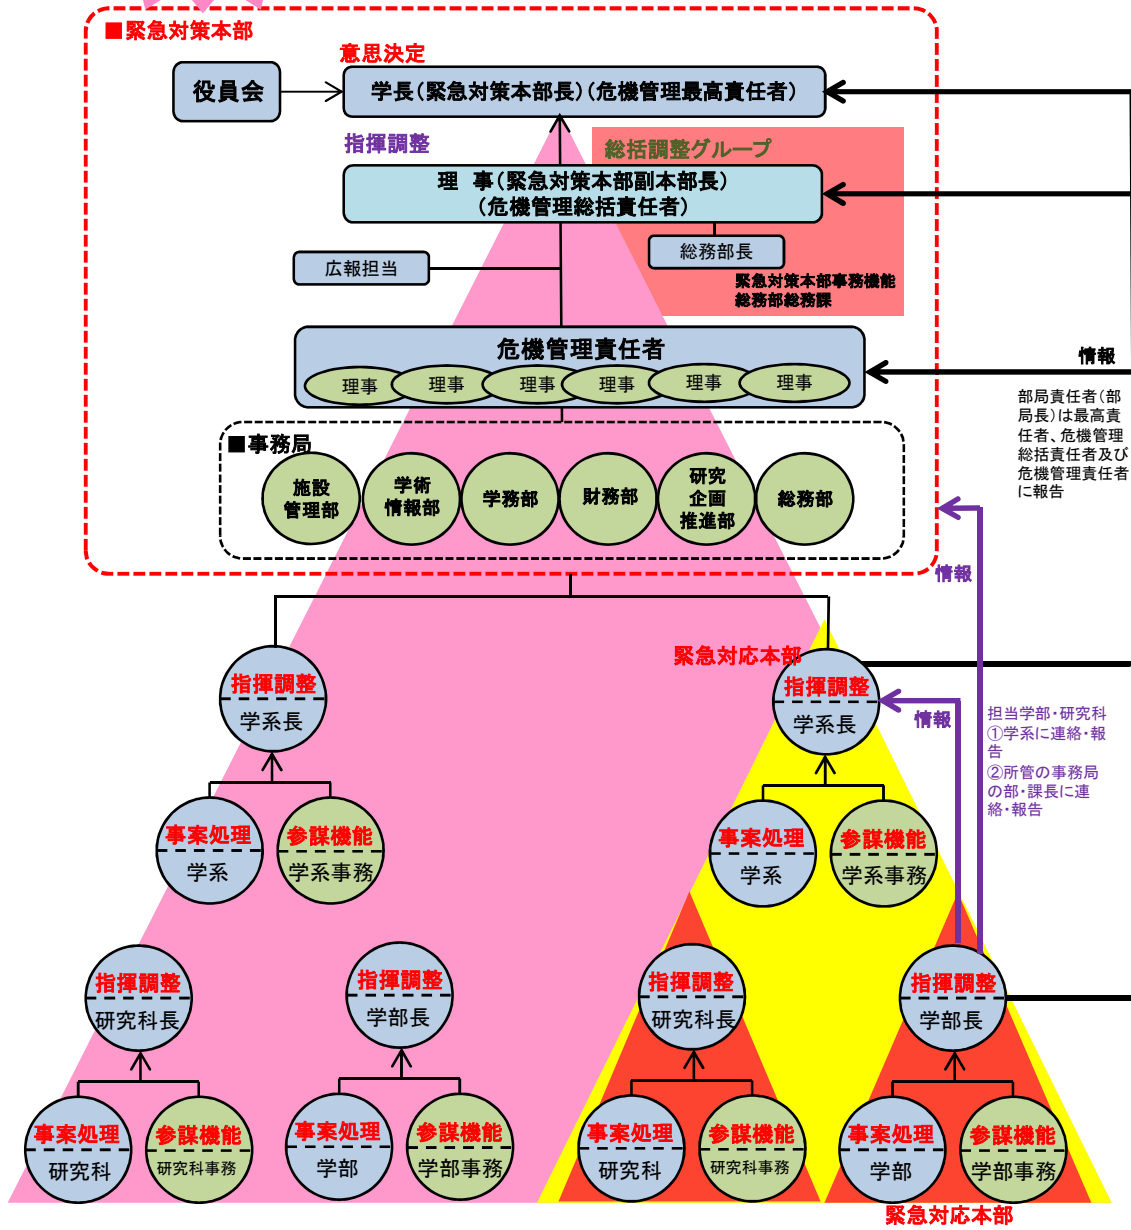 ■緊急対策本部
意思決定
役員会
学長(緊急対策本部長)(危機管理最高責任者)
指揮調整
総括調整グループ
理　事(緊急対策本部副本部長)
(危機管理総括責任者)
総務部長
広報担当
緊急対策本部事務機能
総務部総務課
危機管理責任者
理事
理事
理事
理事
理事
理事
情報
部局責任者(部
局長)は最高責
任者、危機管理
総括責任者及び
危機管理責任者
に報告
■事務局
施設
管理部
学術
情報部
学務部
財務部
研究
企画
推進部
総務部
情報
緊急対応本部
指揮調整
学系長
指揮調整
学系長
情報
担当学部・研究科
①学系に連絡・報
告
②所管の事務局
の部・課長に連
絡・報告
事案処理
学系
参謀機能
学系事務
事案処理
学系
参謀機能
学系事務
指揮調整
研究科長
指揮調整
学部長
指揮調整
研究科長
指揮調整
学部長
事案処理
研究科
参謀機能
研究科事務
事案処理
学部
参謀機能
学部事務
事案処理
研究科
参謀機能
研究科事務
事案処理
学部
参謀機能
学部事務
緊急対応本部